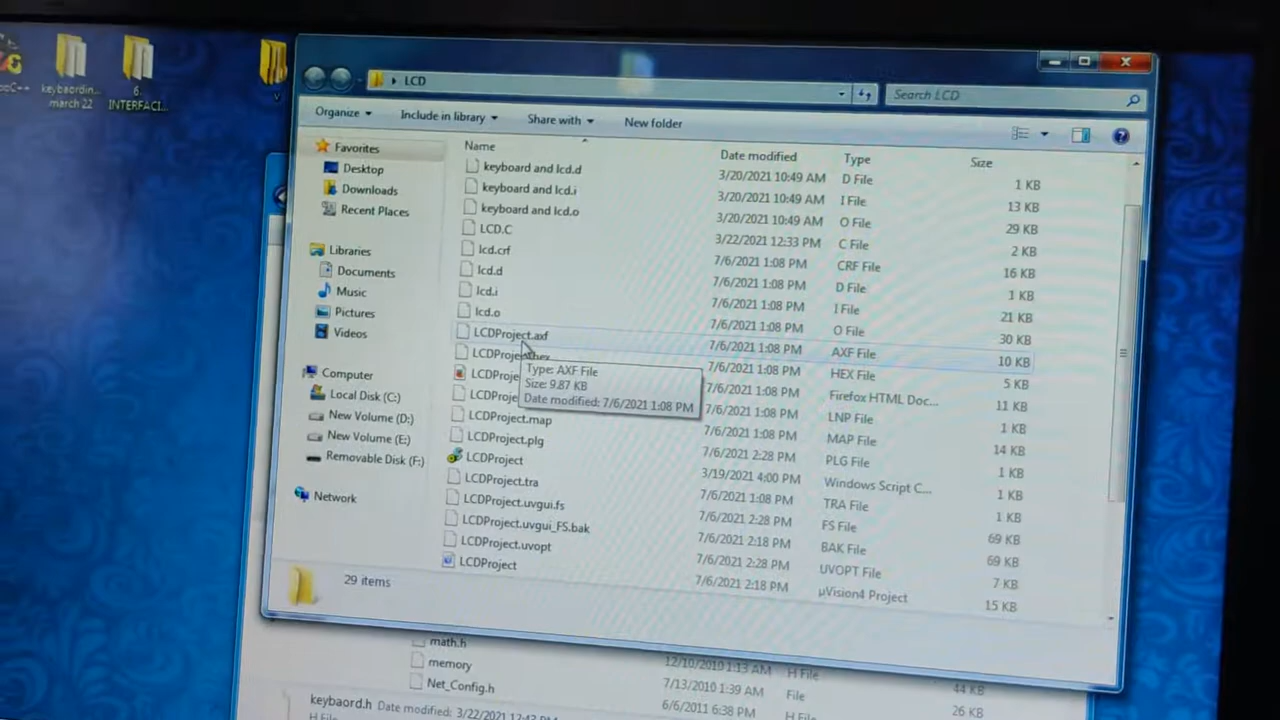 keybaordin...
march 22
6.
INTERFACI...
LCD
Search LCD
Organize
Include in library
Share with
New folder
Favorites
Desktop
Downloads
Recent Places
Libraries
Documents
Music
Pictures
Videos
Computer
Local Disk (C:)
New Volume (D:)
New Volume (E:)
Removable Disk (F:)
Network
Name Date modified Type Size
keyboard and lcd.d 3/20/2021 10:49 AM D File 1 KB
keyboard and lcd.i 3/20/2021 10:49 AM I File 13 KB
keyboard and lcd.o 3/20/2021 10:49 AM O File 29 KB
LCD.C 3/22/2021 12:33 PM C File 2 KB
lcd.crf 7/6/2021 1:08 PM CRF File 16 KB
lcd.d 7/6/2021 1:08 PM D File 1 KB
lcd.i 7/6/2021 1:08 PM I File 21 KB
lcd.o 7/6/2021 1:08 PM O File 30 KB
LCDProject.axf 7/6/2021 1:08 PM AXF File 10 KB
7/6/2021 1:08 PM HEX File 5 KB
7/6/2021 1:08 PM Firefox HTML Doc... 11 KB
7/6/2021 1:08 PM LNP File 1 KB
LCDProject.map 7/6/2021 1:08 PM MAP File 14 KB
LCDProject.plg 7/6/2021 2:28 PM PLG File 1 KB
LCDProject 3/19/2021 4:00 PM Windows Script C... 1 KB
LCDProject.tra 7/6/2021 1:08 PM TRA File 1 KB
LCDProject.uvgui.fs 7/6/2021 2:28 PM FS File 69 KB
LCDProject.uvgui_FS.bak 7/6/2021 2:18 PM BAK File 69 KB
LCDProject.uvopt 7/6/2021 2:28 PM UVOPT File 7 KB
LCDProject 7/6/2021 2:18 PM µVision4 Project 15 KB
Type: AXF File
Size: 9.87 KB
Date modified: 7/6/2021 1:08 PM
29 items
math.h 12/10/2010 1:13 AM H File
memory 7/13/2010 1:39 AM File 44 KB
Net_Config.h 6/6/2011 6:38 PM H File 26 KB
keybaord.h Date modified:
H File